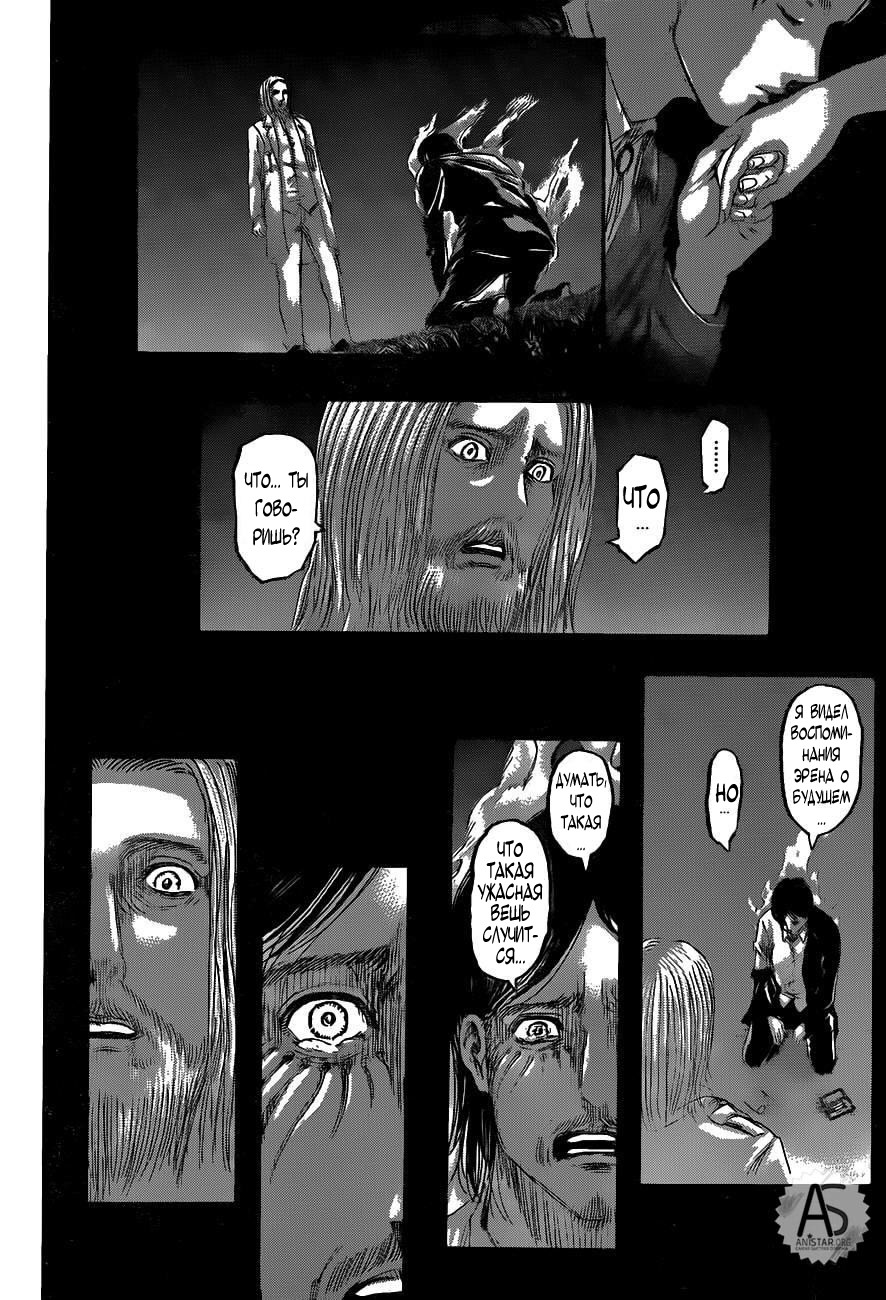 ......
ЧТО
...
ЧТО... ТЫ
ГОВО-
РИШЬ?
Я ВИДЕЛ
ВОСПОМИ-
НАНИЯ
ЭРЕНА О
БУДУЩЕМ
...
НО
...
ДУМАТЬ,
ЧТО
ТАКАЯ
...
ЧТО
ТАКАЯ
УЖАСНАЯ
ВЕЩЬ
СЛУЧИТ-
СЯ...
AS
ANISTAR.ORG